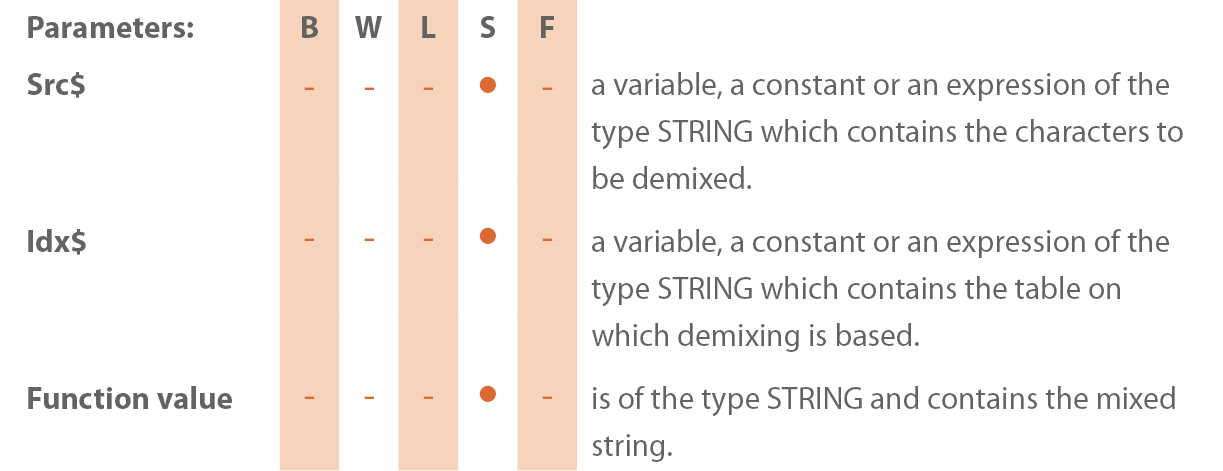 Parameters: B W L S F
Src$ - - - ● - a variable, a constant or an expression of the
type STRING which contains the characters to
be demixed.
Idx$ - - - ● - a variable, a constant or an expression of the
type STRING which contains the table on
which demixing is based.
Function value - - - ● - is of the type STRING and contains the mixed
string.